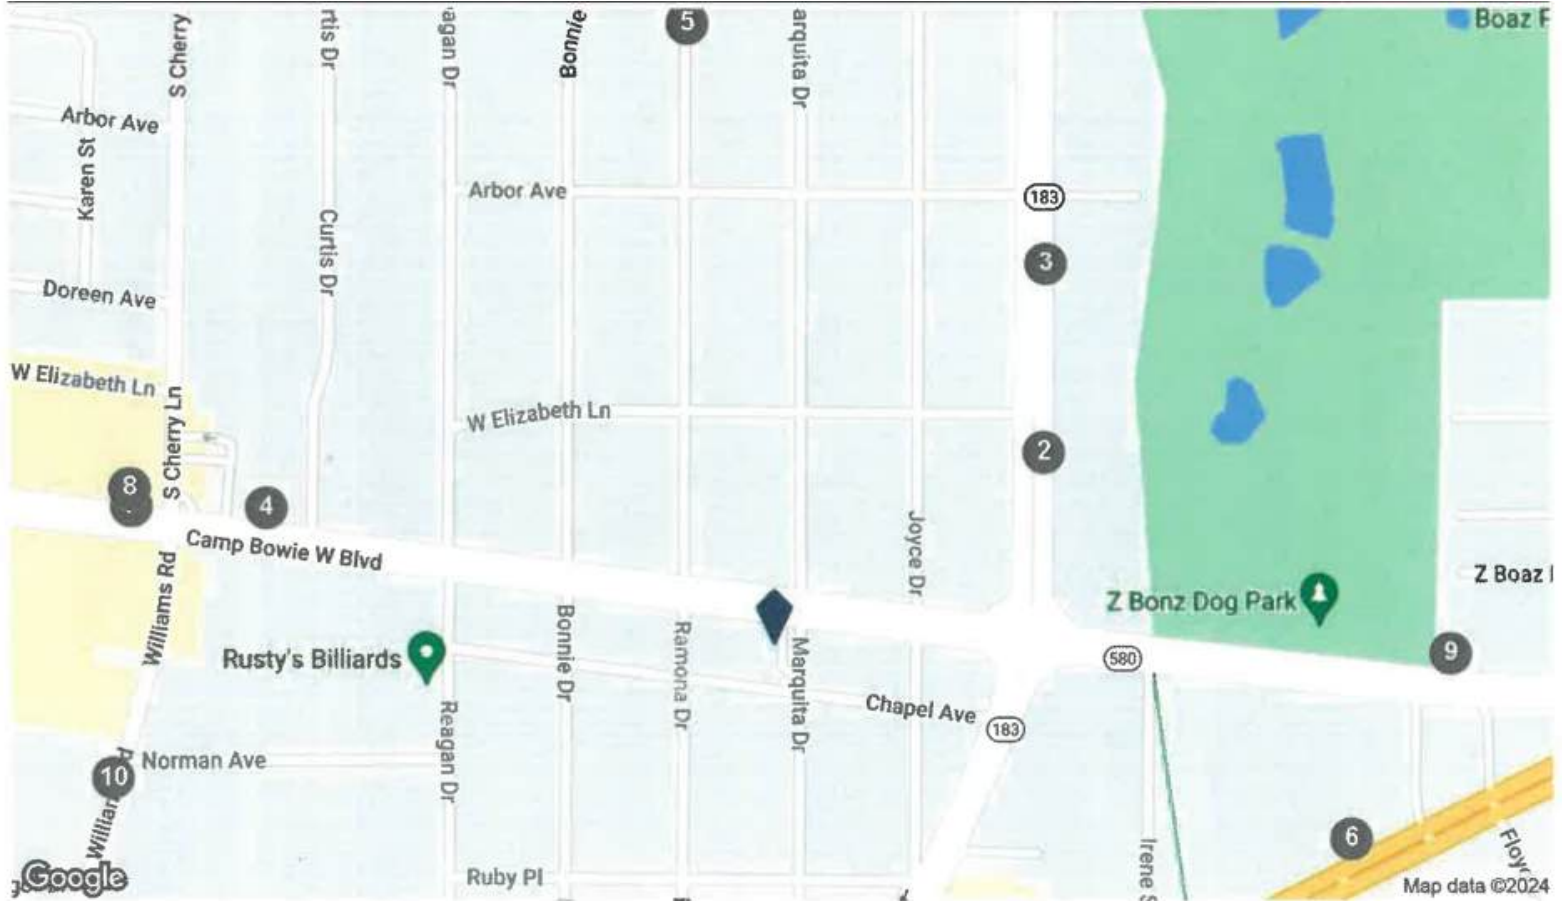 S Cherry
rtis Dr
agan Dr
Bonnie
5
arquita Dr
Boaz
Arbor Ave
Karen St
Arbor Ave
183
Curtis Dr
3
Doreen Ave
W Elizabeth Ln
S Cherry Ln
W Elizabeth Ln
2
8
4
Camp Bowie W Blvd
Joyce Dr
Williams Rd
Z Boaz
Z Bonz Dog Park
Rusty's Billiards
Bonnie Dr
Ramona Dr
Marquita Dr
580
9
Chapel Ave
183
Reagan Dr
Norman Ave
10
6
Irene
Ruby Pl
Google
Map data ©2024